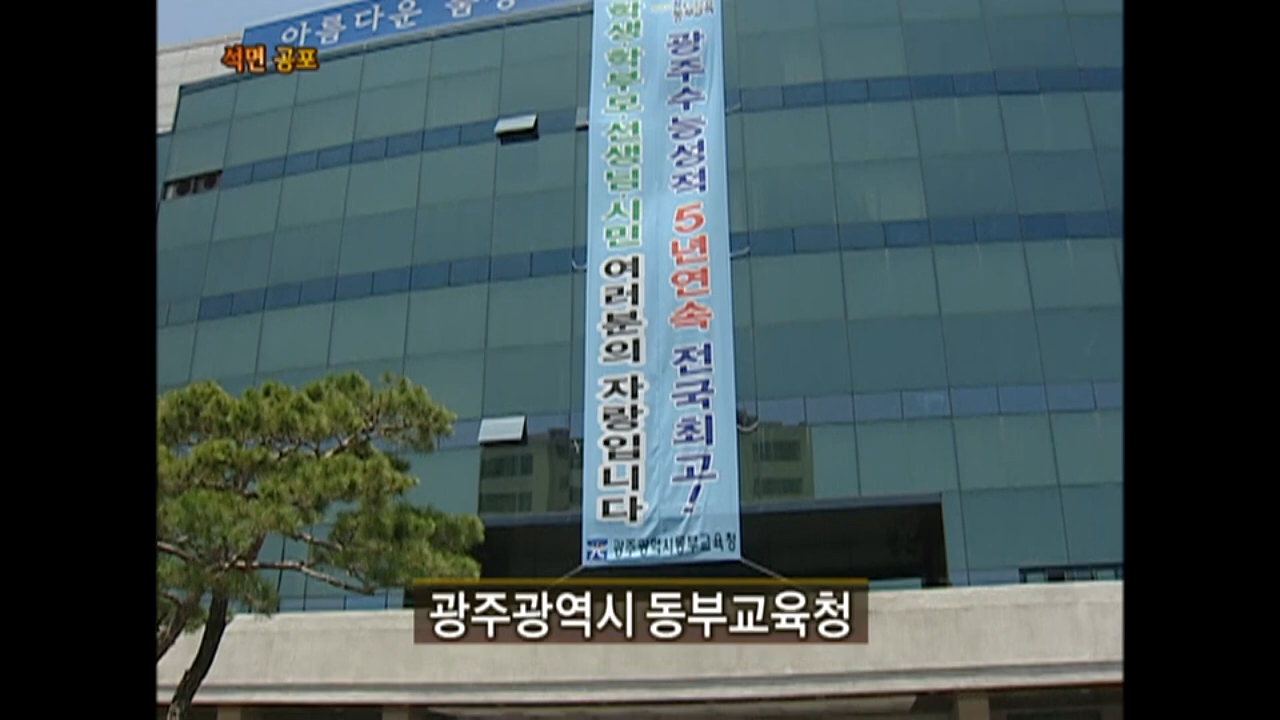 아름다운
석면 공포
광주수능성적 5년연속 전국최고!
학생·학부모·선생님·시민 여러분의 자랑입니다
광주광역시동부교육청
광주광역시 동부교육청